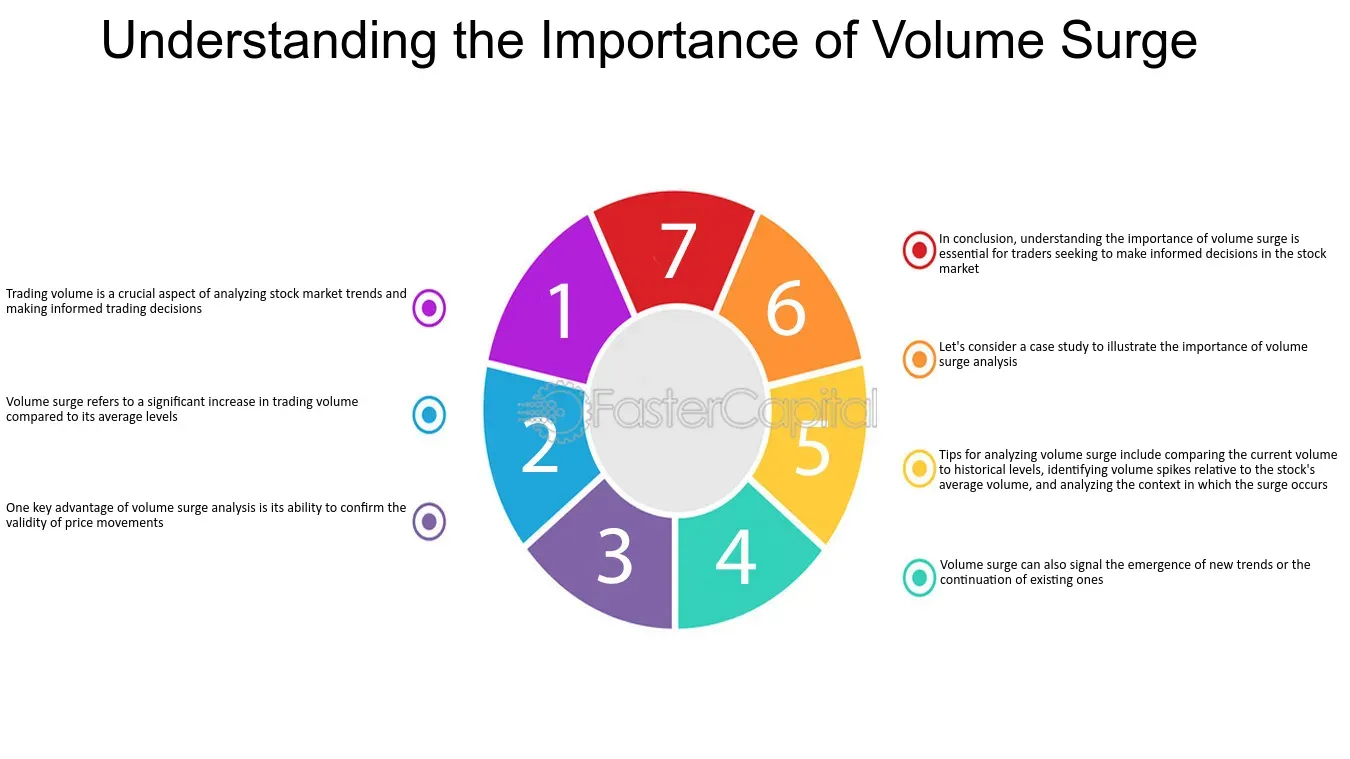 Understanding the Importance of Volume Surge
1
2
3
4
5
6
7
FasterCapital
Trading volume is a crucial aspect of analyzing stock market trends and
making informed trading decisions
Volume surge refers to a significant increase in trading volume
compared to its average levels
One key advantage of volume surge analysis is its ability to confirm the
validity of price movements
In conclusion, understanding the importance of volume surge is
essential for traders seeking to make informed decisions in the stock
market
Let's consider a case study to illustrate the importance of volume
surge analysis
Tips for analyzing volume surge include comparing the current volume
to historical levels, identifying volume spikes relative to the stock's
average volume, and analyzing the context in which the surge occurs
Volume surge can also signal the emergence of new trends or the
continuation of existing ones